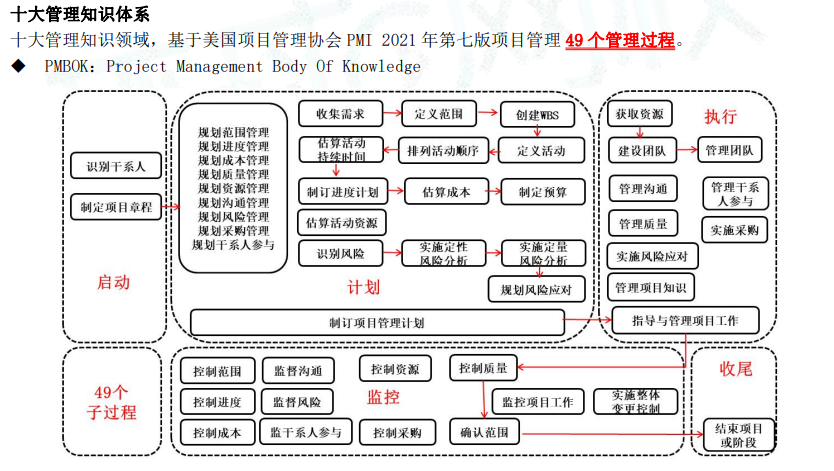 十大管理知识体系
十大管理知识领域，基于美国项目管理协会 PMI 2021 年第七版项目管理 49 个管理过程。
◆ PMBOK：Project Management Body Of Knowledge
识别干系人
制定项目章程
启动
规划范围管理
规划进度管理
规划成本管理
规划质量管理
规划资源管理
规划沟通管理
规划风险管理
规划采购管理
规划干系人参与
收集需求
定义范围
创建WBS
估算活动
持续时间
排列活动顺序
定义活动
制订进度计划
估算成本
制定预算
估算活动资源
识别风险
实施定性
风险分析
实施定量
风险分析
计划
规划风险应对
制订项目管理计划
获取资源
执行
建设团队
管理团队
管理沟通
管理干系
人参与
管理质量
实施采购
实施风险应对
管理项目知识
指导与管理项目工作
49个
子过程
控制范围
监督沟通
控制资源
控制质量
控制进度
监督风险
监控
监控项目工作
实施整体
变更控制
控制成本
监干系人参与
控制采购
确认范围
收尾
结束项目
或阶段